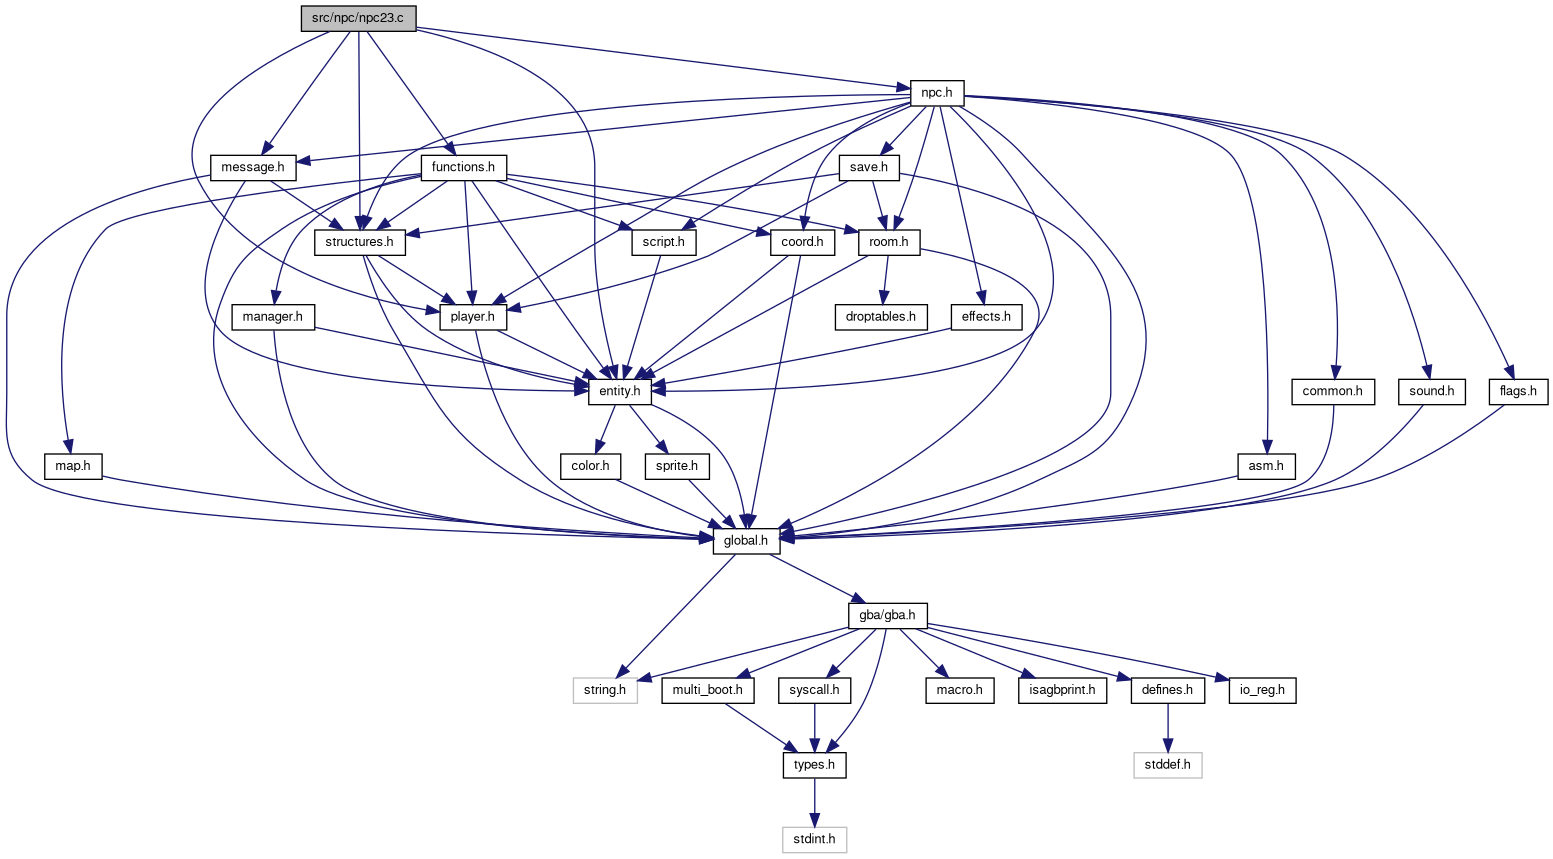 src/npc/npc23.c
npc.h
message.h
functions.h
save.h
structures.h
script.h
coord.h
room.h
manager.h
player.h
droptables.h
effects.h
entity.h
common.h
sound.h
flags.h
map.h
color.h
sprite.h
asm.h
global.h
gba/gba.h
string.h
multi_boot.h
syscall.h
macro.h
isagbprint.h
defines.h
io_reg.h
types.h
stddef.h
stdint.h